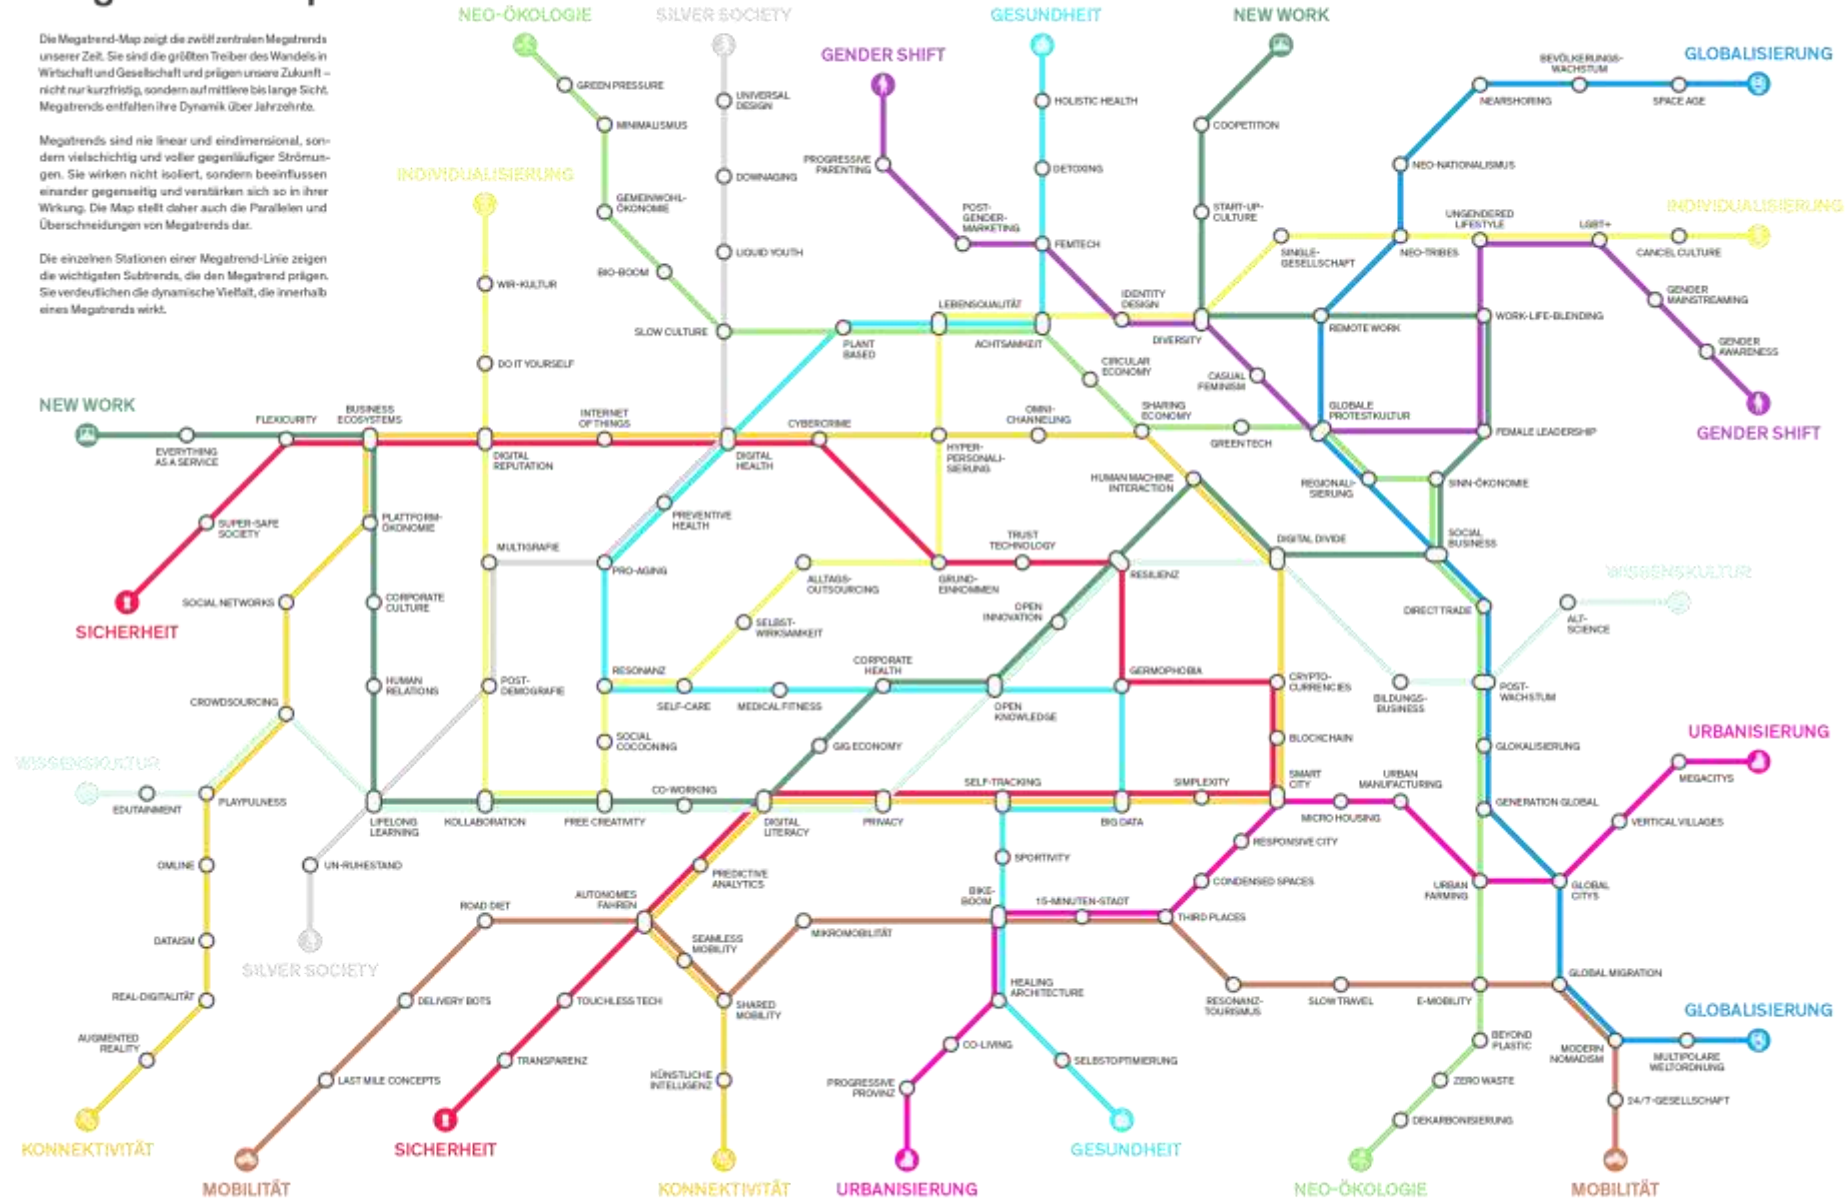 Die Megatrend-Map zeigt die zwölf zentralen Megatrends
unserer Zeit. Sie sind die größten Treiber des Wandels in
Wirtschaft und Gesellschaft und prägen unsere Zukunft –
nicht nur kurzfristig, sondern auf mittlere bis lange Sicht.
Megatrends entfalten ihre Dynamik über Jahrzehnte.
Megatrends sind nie linear und eindimensional, son-
dern vielschichtig und voller gegenläufiger Strömun-
gen. Sie wirken nicht isoliert, sondern beeinflussen
einander gegenseitig und verstärken sich so in ihrer
Wirkung. Die Map stellt daher auch die Parallelen und
Überschneidungen von Megatrends dar.
Die einzelnen Stationen einer Megatrend-Linie zeigen
die wichtigsten Subtrends, die den Megatrend prägen.
Sie verdeutlichen die dynamische Vielfalt, die innerhalb
eines Megatrends wirkt.
NEO-ÖKOLOGIE
SILVER SOCIETY
GESUNDHEIT
NEW WORK
GENDER SHIFT
GLOBALISIERUNG
BEVÖLKERUNGS-
WACHSTUM
NEARSHORING
SPACE AGE
GREEN PRESSURE
UNIVERSAL
DESIGN
HOLISTIC HEALTH
MINIMALISMUS
COOPETITION
PROGRESSIVE
PARENTING
DETOXING
NEO-NATIONALISMUS
INDIVIDUALISIERUNG
DOWNAGING
GEMEINWOHL-
ÖKONOMIE
POST-
GENDER-
MARKETING
START-UP-
CULTURE
UNGENDERED
LIFESTYLE
LGBT+
INDIVIDUALISIERUNG
LIQUID YOUTH
FEMTECH
SINGLE-
GESELLSCHAFT
NEO-TRIBES
CANCEL CULTURE
BIO-BOOM
WIR-KULTUR
IDENTITY
DESIGN
GENDER
MAINSTREAMING
LEBENSQUALITÄT
SLOW CULTURE
PLANT
BASED
ACHTSAMKEIT
DIVERSITY
REMOTE WORK
WORK-LIFE-BLENDING
GENDER
AWARENESS
DO IT YOURSELF
CIRCULAR
ECONOMY
CASUAL
FEMINISM
NEW WORK
FLEXICURITY
BUSINESS
ECOSYSTEMS
INTERNET
OF THINGS
CYBERCRIME
OMNI-
CHANNELING
SHARING
ECONOMY
GREEN TECH
GLOBALE
PROTESTKULTUR
FEMALE LEADERSHIP
GENDER SHIFT
EVERYTHING
AS A SERVICE
DIGITAL
REPUTATION
DIGITAL
HEALTH
HYPER-
PERSONALI-
SIERUNG
HUMAN MACHINE
INTERACTION
REGIONALI-
SIERUNG
SINN-ÖKONOMIE
SUPER-SAFE
SOCIETY
PLATTFORM-
ÖKONOMIE
PREVENTIVE
HEALTH
MULTIGRAFIE
PRO-AGING
TRUST
TECHNOLOGY
DIGITAL DIVIDE
SOCIAL
BUSINESS
ALLTAGS-
OUTSOURCING
GRUND-
EINKOMMEN
RESILIENZ
WISSENSKULTUR
SICHERHEIT
SOCIAL NETWORKS
CORPORATE
CULTURE
SELBST-
WIRKSAMKEIT
OPEN
INNOVATION
DIRECT TRADE
ALT-
SCIENCE
CROWDSOURCING
HUMAN
RELATIONS
POST-
DEMOGRAFIE
RESONANZ
SELF-CARE
MEDICAL FITNESS
CORPORATE
HEALTH
OPEN
KNOWLEDGE
GERMOPHOBIA
CRYPTO-
CURRENCIES
BILDUNGS-
BUSINESS
POST-
WACHSTUM
SOCIAL
COCOONING
GIG ECONOMY
BLOCKCHAIN
GLOKALISIERUNG
URBANISIERUNG
WISSENSKULTUR
MEGACITYS
EDUTAINMENT
PLAYFULNESS
LIFELONG
LEARNING
KOLLABORATION
FREE CREATIVITY
CO-WORKING
DIGITAL
LITERACY
PRIVACY
SELF-TRACKING
BIG DATA
SIMPLEXITY
SMART
CITY
MICRO HOUSING
URBAN
MANUFACTURING
GENERATION GLOBAL
VERTICAL VILLAGES
OMLINE
UN-RUHESTAND
PREDICTIVE
ANALYTICS
SPORTIVITY
RESPONSIVE CITY
CONDENSED SPACES
URBAN
FARMING
GLOBAL
CITYS
ROAD DIET
AUTONOMES
FAHREN
BIKE-
BOOM
15-MINUTEN-STADT
THIRD PLACES
DATAISM
SILVER SOCIETY
SEAMLESS
MOBILITY
MIKROMOBILITÄT
REAL-DIGITALITÄT
DELIVERY BOTS
TOUCHLESS TECH
SHARED
MOBILITY
HEALING
ARCHITECTURE
RESONANZ-
TOURISMUS
SLOW TRAVEL
E-MOBILITY
GLOBAL MIGRATION
GLOBALISIERUNG
AUGMENTED
REALITY
TRANSPARENZ
CO-LIVING
SELBSTOPTIMIERUNG
BEYOND
PLASTIC
MODERN
NOMADISM
MULTIPOLARE
WELTORDNUNG
LAST MILE CONCEPTS
KÜNSTLICHE
INTELLIGENZ
PROGRESSIVE
PROVINZ
ZERO WASTE
24/7-GESELLSCHAFT
DEKARBONISIERUNG
KONNEKTIVITÄT
SICHERHEIT
GESUNDHEIT
MOBILITÄT
KONNEKTIVITÄT
URBANISIERUNG
NEO-ÖKOLOGIE
MOBILITÄT